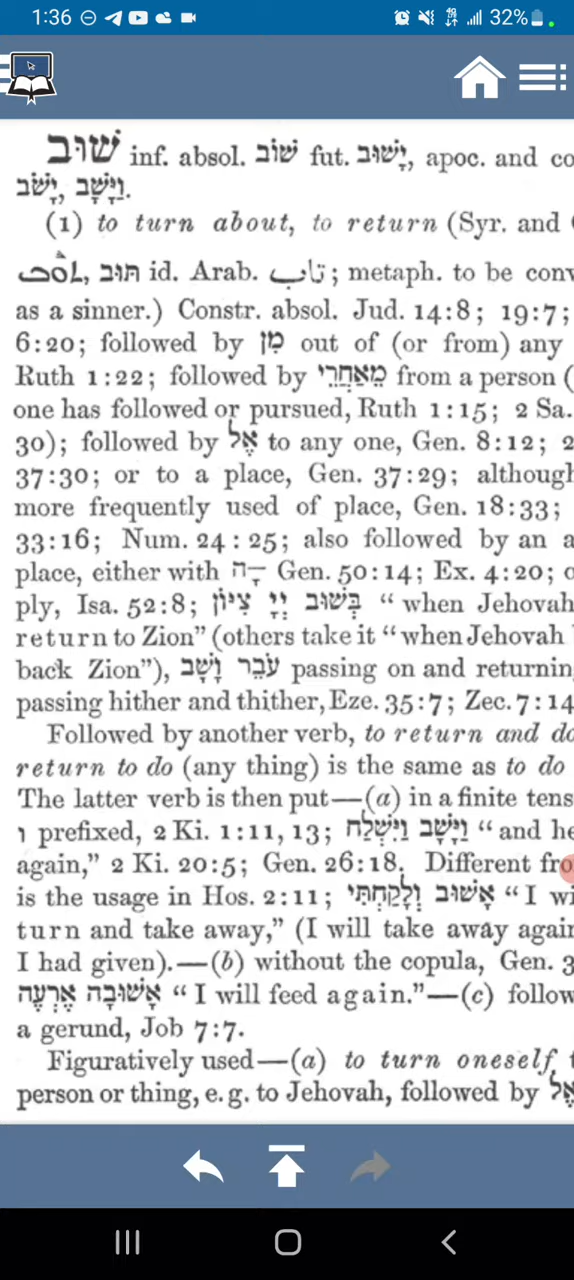 1:36 32%
שׁוּב inf. absol. שׁוֹב fut. יָשׁוּב, apoc. and co
יָשֹׁב, וַיָּשָׁב.
(1) to turn about, to return (Syr. and
תּוּב id. Arab. تاب; metaph. to be conv
as a sinner.) Constr. absol. Jud. 14:8; 19:7;
6:20; followed by מִן out of (or from) any
Ruth 1:22; followed by מֵאַחֲרֵי from a person (
one has followed or pursued, Ruth 1:15; 2 Sa.
30); followed by אֶל to any one, Gen. 8:12; 2
37:30; or to a place, Gen. 37:29; although
more frequently used of place, Gen. 18:33;
33:16; Num. 24:25; also followed by an a
place, either with ־ָה Gen. 50:14; Ex. 4:20; o
ply, Isa. 52:8; בְּשׁוּב יְיָ צִיּוֹן “when Jehovah
return to Zion” (others take it “when Jehovah
back Zion”), עֹבֵר וָשָׁב passing on and returnin
passing hither and thither, Eze. 35:7; Zec. 7:14
Followed by another verb, to return and do
return to do (any thing) is the same as to do
The latter verb is then put—(a) in a finite tens
ו prefixed, 2 Ki. 1:11, 13; וַיָּשָׁב וַיִּשְׁלַח “and he
again,” 2 Ki. 20:5; Gen. 26:18. Different fro
is the usage in Hos. 2:11; אָשׁוּב וְלָקַחְתִּי “I wi
turn and take away,” (I will take away again
I had given).—(b) without the copula, Gen. 3
אָשׁוּבָה אֶרְעֶה “I will feed again.”—(c) follow
a gerund, Job 7:7.
Figuratively used—(a) to turn oneself t
person or thing, e. g. to Jehovah, followed by אֶל